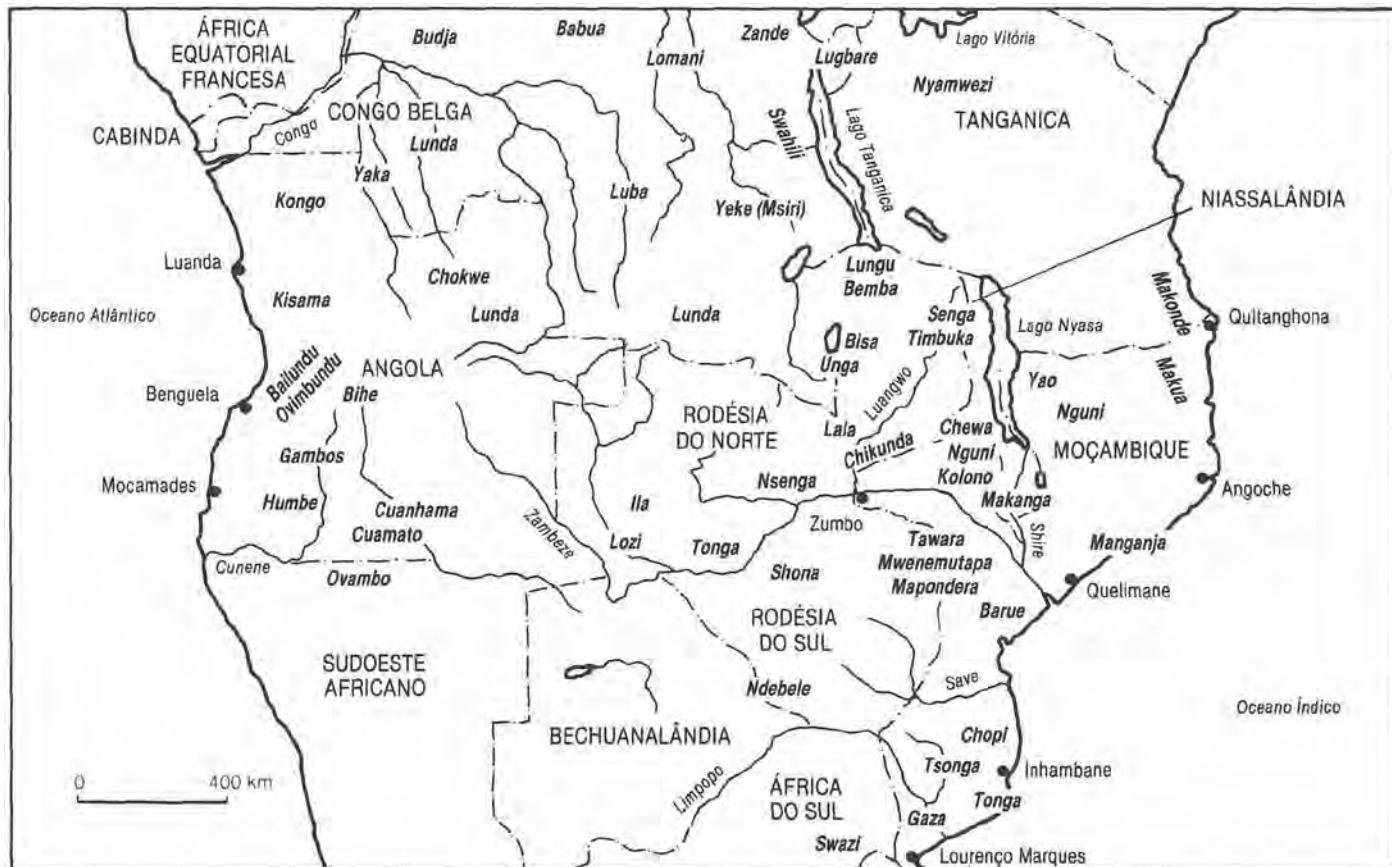 ÁFRICA
EQUATORIAL
FRANCESA
Budja
Babua
Zande
Lago Vitória
Lomani
Lugbare
Nyamwezi
CABINDA
Congo
CONGO BELGA
Lunda
Swahili
Lago Tanganica
TANGANICA
Yaka
Kongo
Luba
Yeke (Msiri)
NIASSALÂNDIA
Luanda
Chokwe
Lungu
Bemba
Makonde
Oceano Atlântico
Kisama
Lunda
Lunda
Senga
Timbuka
Lago Nyasa
Quitanghona
Bisa
Unga
ANGOLA
Bailundu
Ovimbundu
Bihe
Benguela
Luangwo
Yao
Makua
RODÉSIA
DO NORTE
Lala
Nguni
Chewa
Chikunda
Nguni
Kolono
MOÇAMBIQUE
Gambos
Mocamades
Humbe
Nsenga
Makanga
Angoche
Ila
Zumbo
Cuanhama
Cuamato
Zambeze
Lozi
Tonga
Tawara
Mwenemutapa
Mapondera
Shire
Manganja
Cunene
Ovambo
Shona
Quelimane
Barue
RODÉSIA
DO SUL
SUDOESTE
AFRICANO
Ndebele
Save
Oceano Índico
BECHUANALÂNDIA
Chopi
0
400 km
Limpopo
ÁFRICA
DO SUL
Tsonga
Inhambane
Tonga
Gaza
Swazi
Lourenço Marques